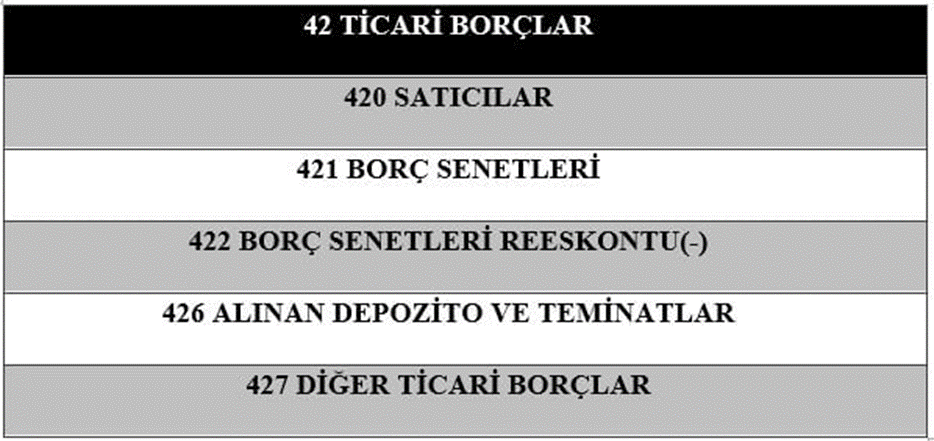 42 TİCARİ BORÇLAR
420 SATICILAR
421 BORÇ SENETLERİ
422 BORÇ SENETLERİ REESKONTU(-)
426 ALINAN DEPOZİTO VE TEMİNATLAR
427 DİĞER TİCARİ BORÇLAR